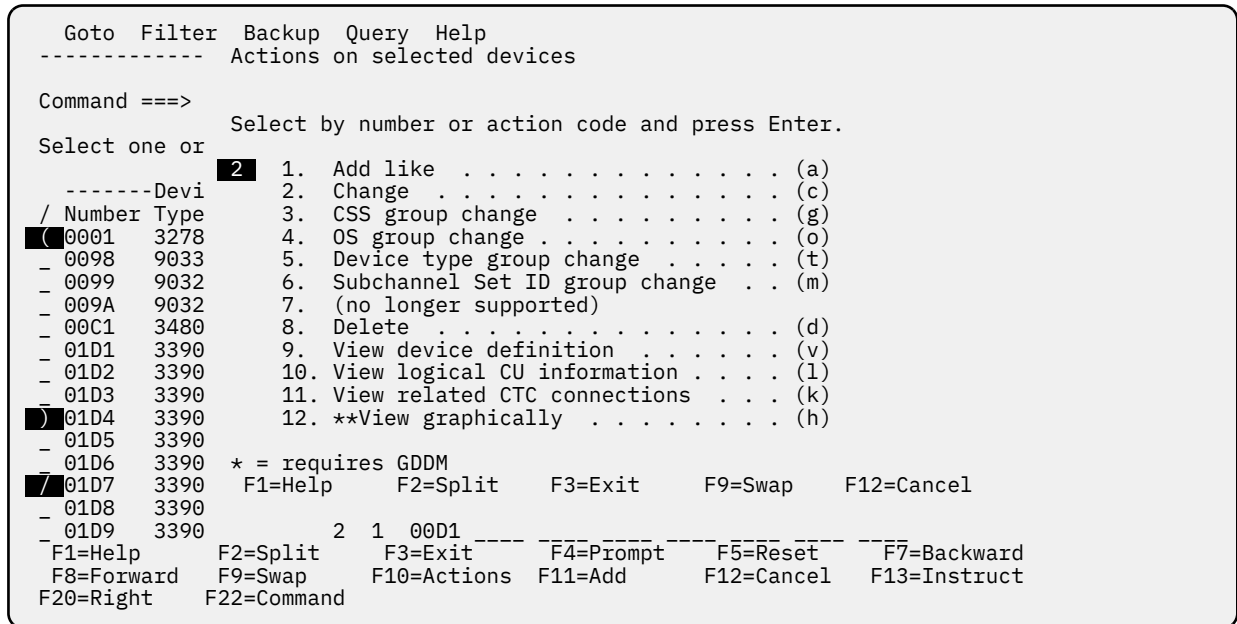 Goto  Filter  Backup  Query  Help
-------------  Actions on selected devices
Command ===>
Select by number or action code and press Enter.
Select one or
2  1.  Add like  . . . . . . . . . . . . . (a)
-------Devi      2.  Change  . . . . . . . . . . . . . . (c)
/ Number Type      3.  CSS group change  . . . . . . . . . (g)
( 0001   3278      4.  OS group change . . . . . . . . . . (o)
_ 0098   9033      5.  Device type group change  . . . . . (t)
_ 0099   9032      6.  Subchannel Set ID group change  . . (m)
_ 009A   9032      7.  (no longer supported)
_ 00C1   3480      8.  Delete  . . . . . . . . . . . . . . (d)
_ 01D1   3390      9.  View device definition  . . . . . . (v)
_ 01D2   3390      10. View logical CU information . . . . (l)
_ 01D3   3390      11. View related CTC connections  . . . (k)
) 01D4   3390      12. **View graphically  . . . . . . . . (h)
_ 01D5   3390
_ 01D6   3390  * = requires GDDM
/ 01D7   3390   F1=Help     F2=Split    F3=Exit     F9=Swap    F12=Cancel
_ 01D8   3390
_ 01D9   3390          2  1  00D1 ____ ____ ____ ____ ____ ____ ____
F1=Help      F2=Split     F3=Exit      F4=Prompt    F5=Reset     F7=Backward
F8=Forward   F9=Swap     F10=Actions  F11=Add      F12=Cancel   F13=Instruct
F20=Right    F22=Command